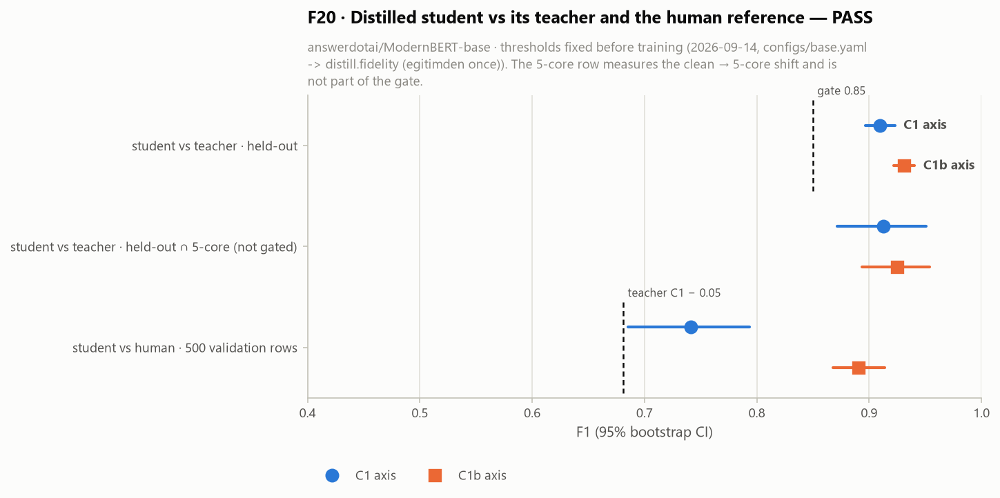 F20 · Distilled student vs its teacher and the human reference — PASS
answerdotai/ModernBERT-base · thresholds fixed before training (2026-09-14, configs/base.yaml
-> distill.fidelity (egitimden once)). The 5-core row measures the clean → 5-core shift and is
not part of the gate.
gate 0.85
C1 axis
student vs teacher · held-out
C1b axis
student vs teacher · held-out ∩ 5-core (not gated)
teacher C1 − 0.05
student vs human · 500 validation rows
0.4 0.5 0.6 0.7 0.8 0.9 1.0
F1 (95% bootstrap CI)
C1 axis C1b axis